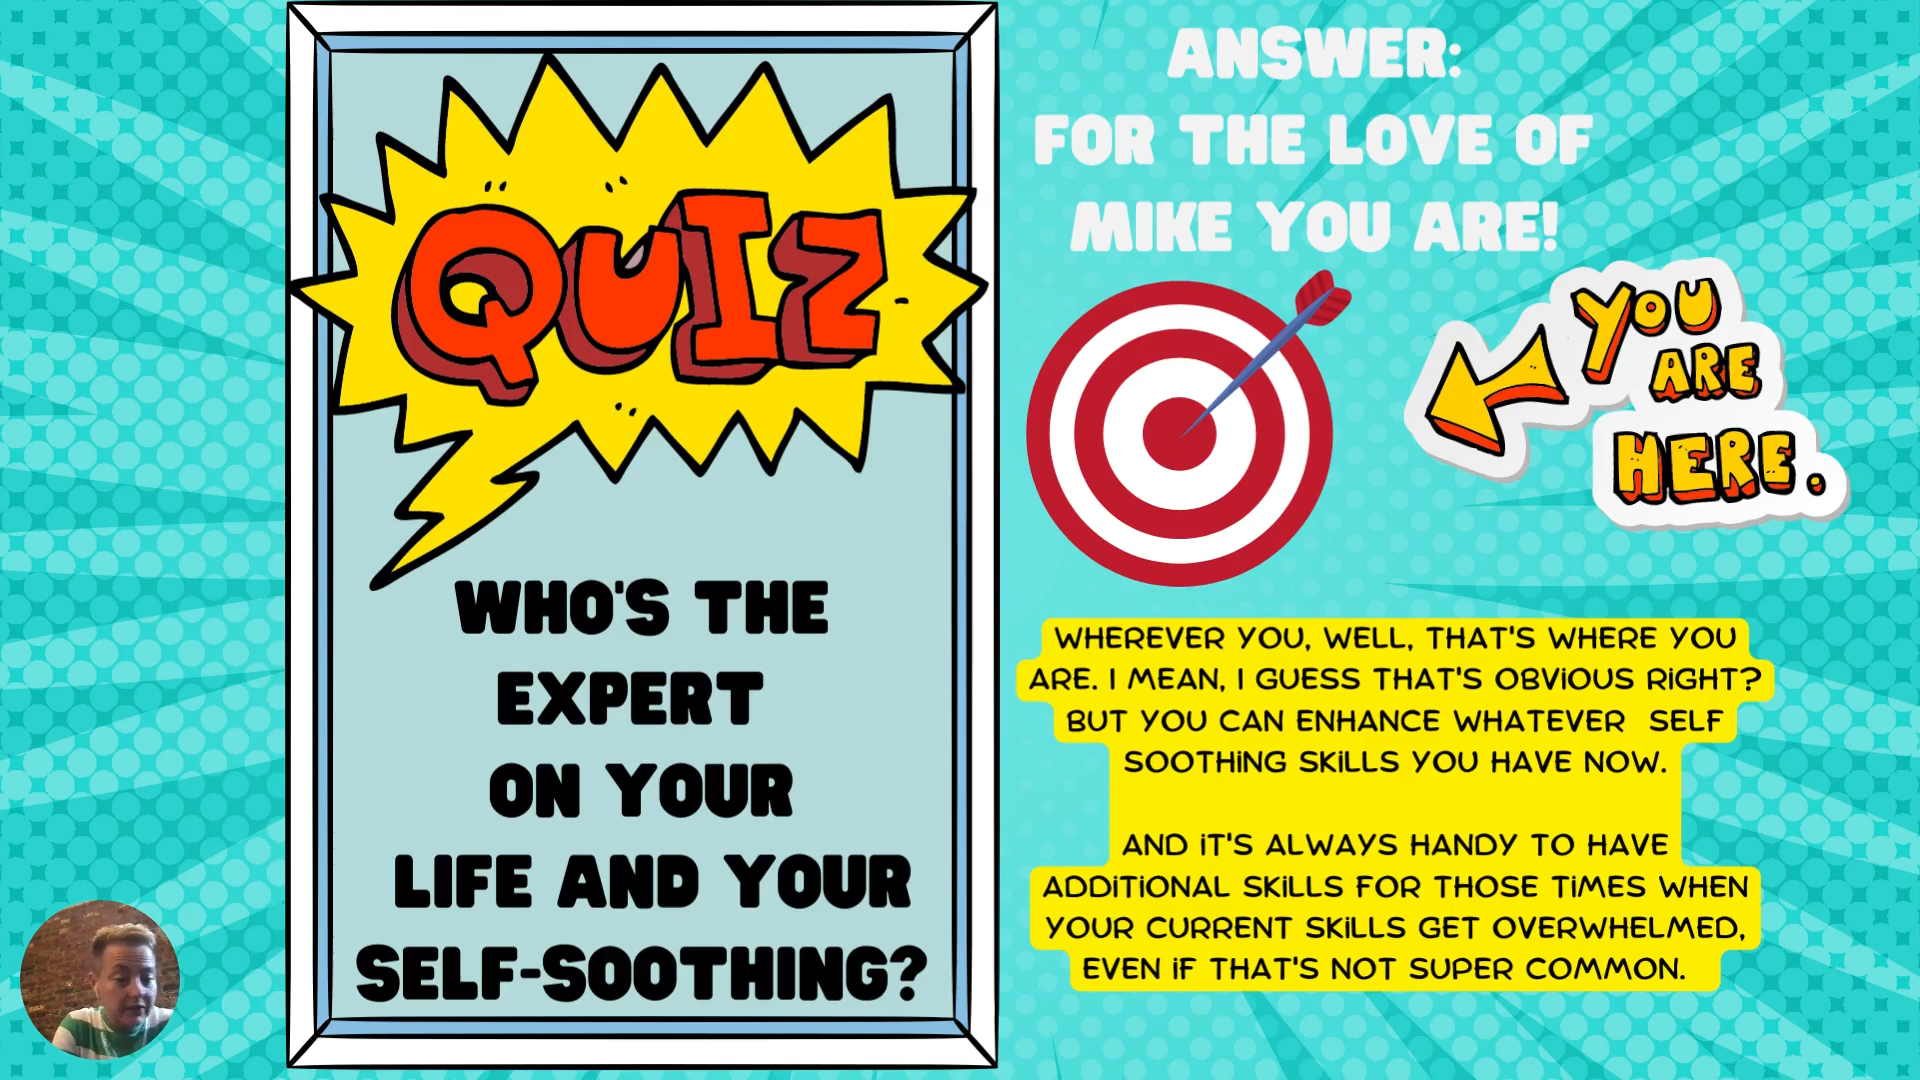 QUIZ
WHO'S THE
EXPERT
ON YOUR
LIFE AND YOUR
SELF-SOOTHING?
ANSWER:
FOR THE LOVE OF
MIKE YOU ARE!
YOU
ARE
HERE.
WHEREVER YOU, WELL, THAT'S WHERE YOU
ARE. I MEAN, I GUESS THAT'S OBVIOUS RIGHT?
BUT YOU CAN ENHANCE WHATEVER SELF
SOOTHING SKILLS YOU HAVE NOW.
AND IT'S ALWAYS HANDY TO HAVE
ADDITIONAL SKILLS FOR THOSE TIMES WHEN
YOUR CURRENT SKILLS GET OVERWHELMED,
EVEN IF THAT'S NOT SUPER COMMON.